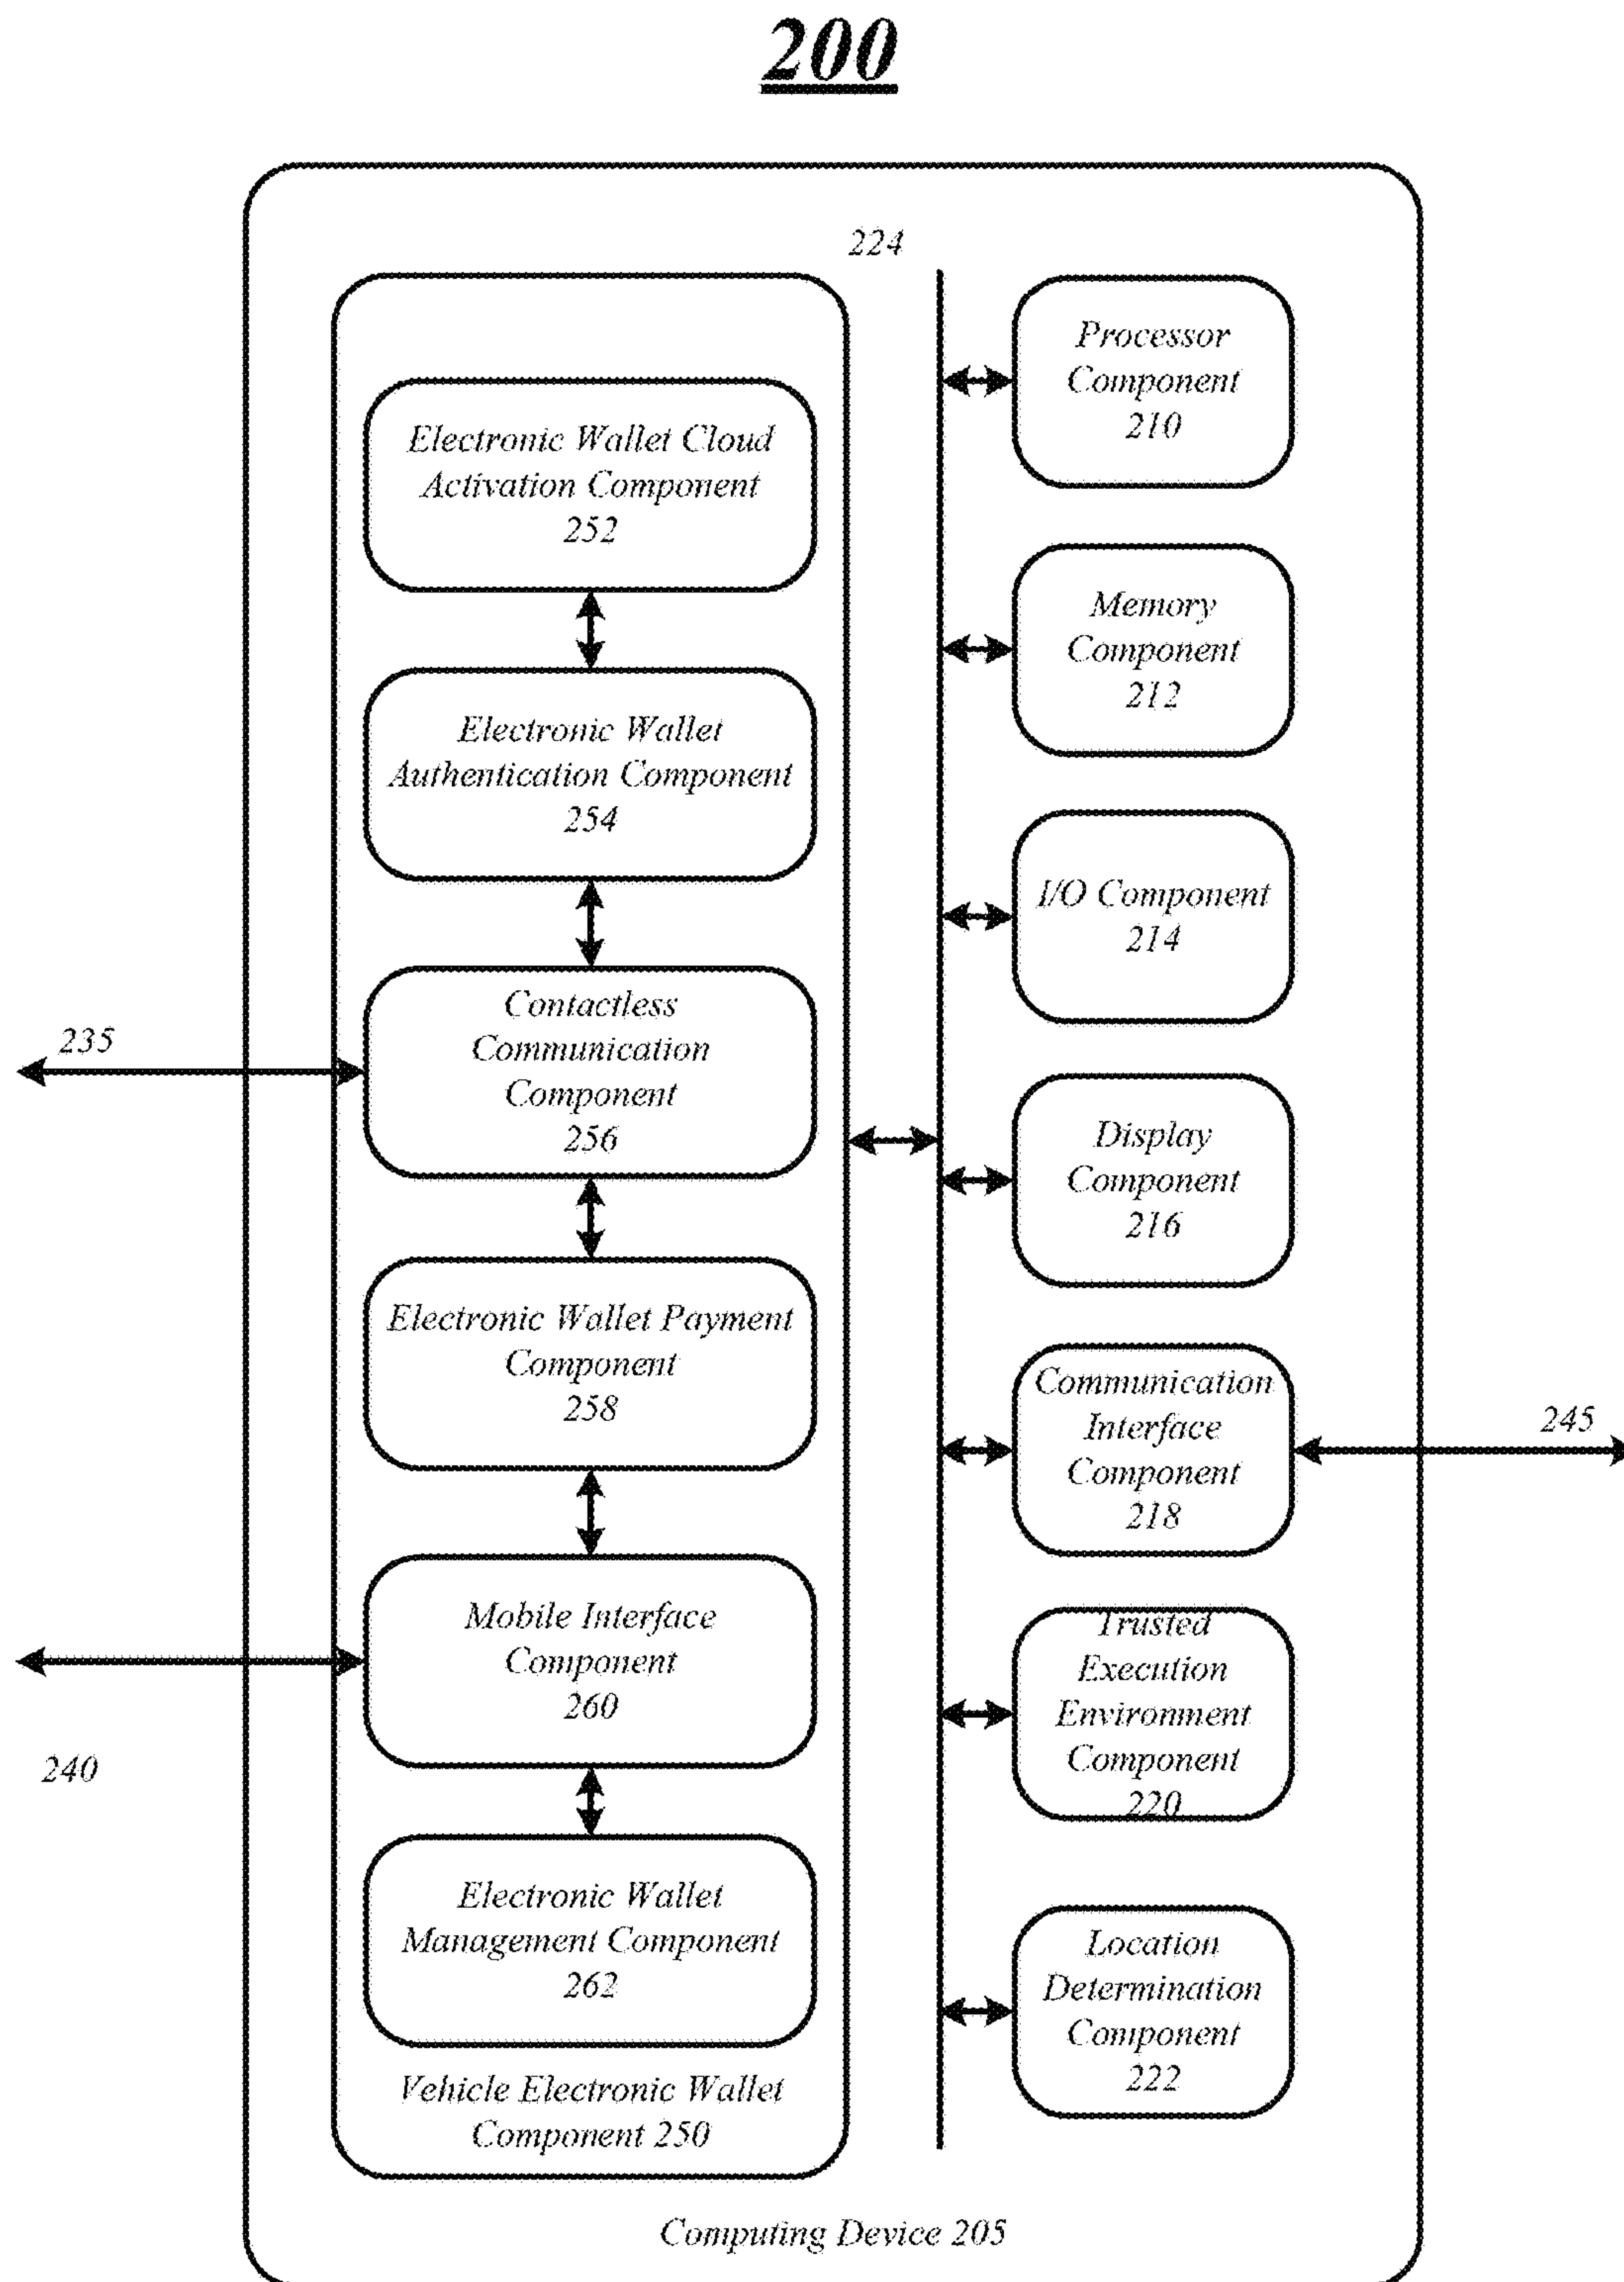 200
224
Electronic Wallet Cloud
Activation Component
252
Electronic Wallet
Authentication Component
254
Contactless
Communication
Component
256
235
Electronic Wallet Payment
Component
258
Mobile Interface
Component
260
240
Electronic Wallet
Management Component
262
Vehicle Electronic Wallet
Component 250
Processor
Component
210
Memory
Component
212
I/O Component
214
Display
Component
216
Communication
Interface
Component
218
245
Trusted
Execution
Environment
Component
220
Location
Determination
Component
222
Computing Device 205